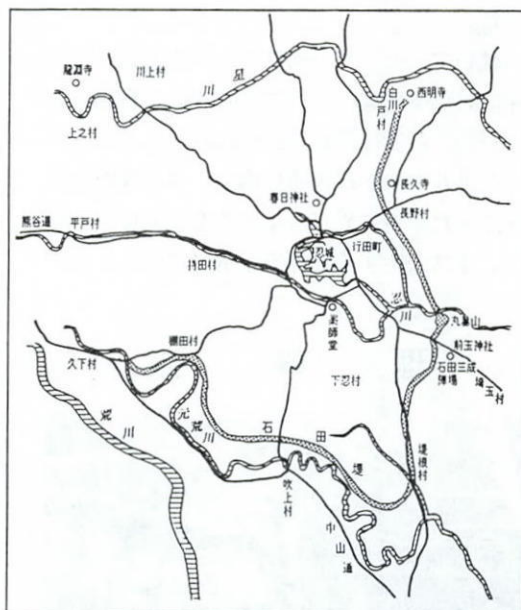 龍淵寺
川上村
星
川
上之村
白川
戸村
西明寺
長久寺
春日神社
長野村
熊谷道
平戸村
行田町
忍城
持田村
忍
川
丸墓山
薬師堂
前玉神社
石田三成陣場
埼玉村
棚田村
久下村
下忍村
荒
川
元
荒
川
石
田
堤
堤根村
吹上村
中山道